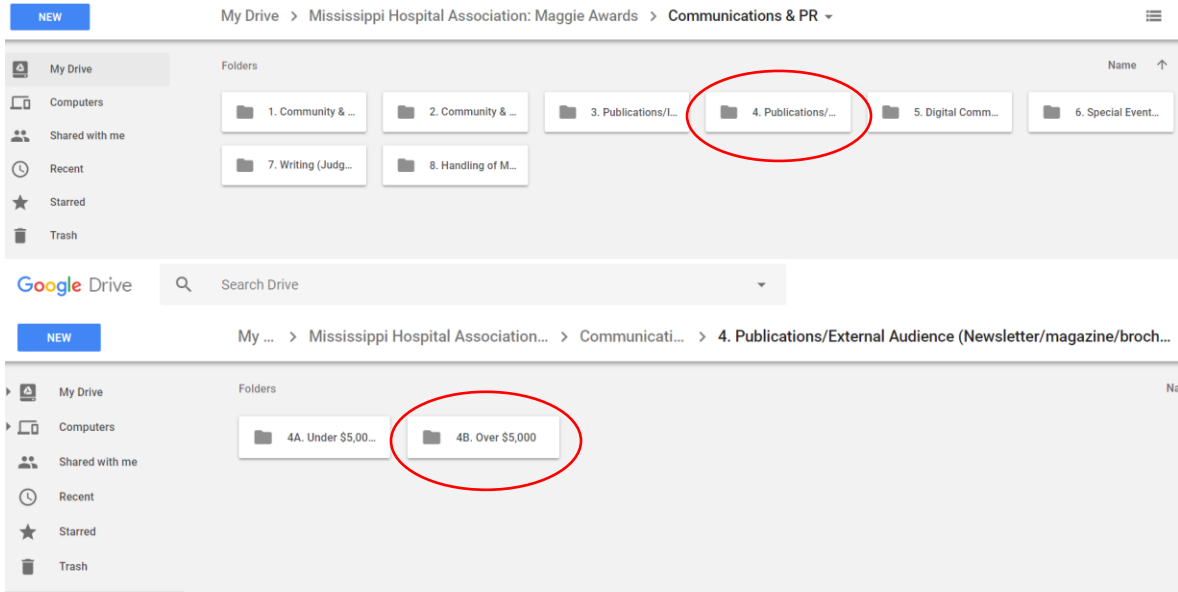 NEW
My Drive > Mississippi Hospital Association: Maggie Awards > Communications & PR
My Drive
Computers
Shared with me
Recent
Starred
Trash
Folders
Name
1. Community & ...
2. Community & ...
3. Publications/I...
4. Publications/...
5. Digital Comm...
6. Special Event...
7. Writing (Judg...
8. Handling of M...
Google Drive
Search Drive
NEW
My ... > Mississippi Hospital Association... > Communicati... > 4. Publications/External Audience (Newsletter/magazine/broch...
My Drive
Computers
Shared with me
Recent
Starred
Trash
Folders
Na
4A. Under $5,00...
4B. Over $5,000